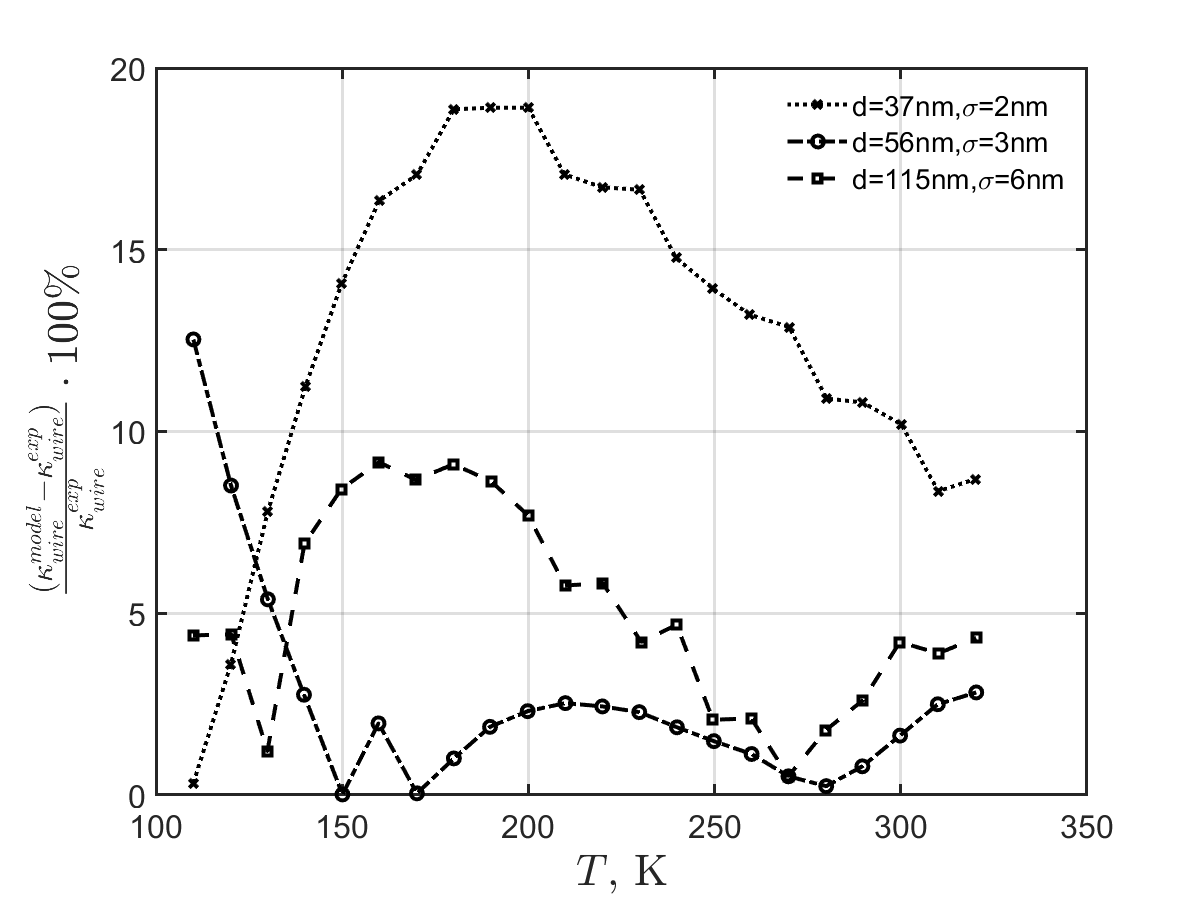 20
15
10
5
0
100 150 200 250 300 350
T, K
(κ_wire^model − κ_wire^exp) / κ_wire^exp · 100%
d=37nm,σ=2nm
d=56nm,σ=3nm
d=115nm,σ=6nm